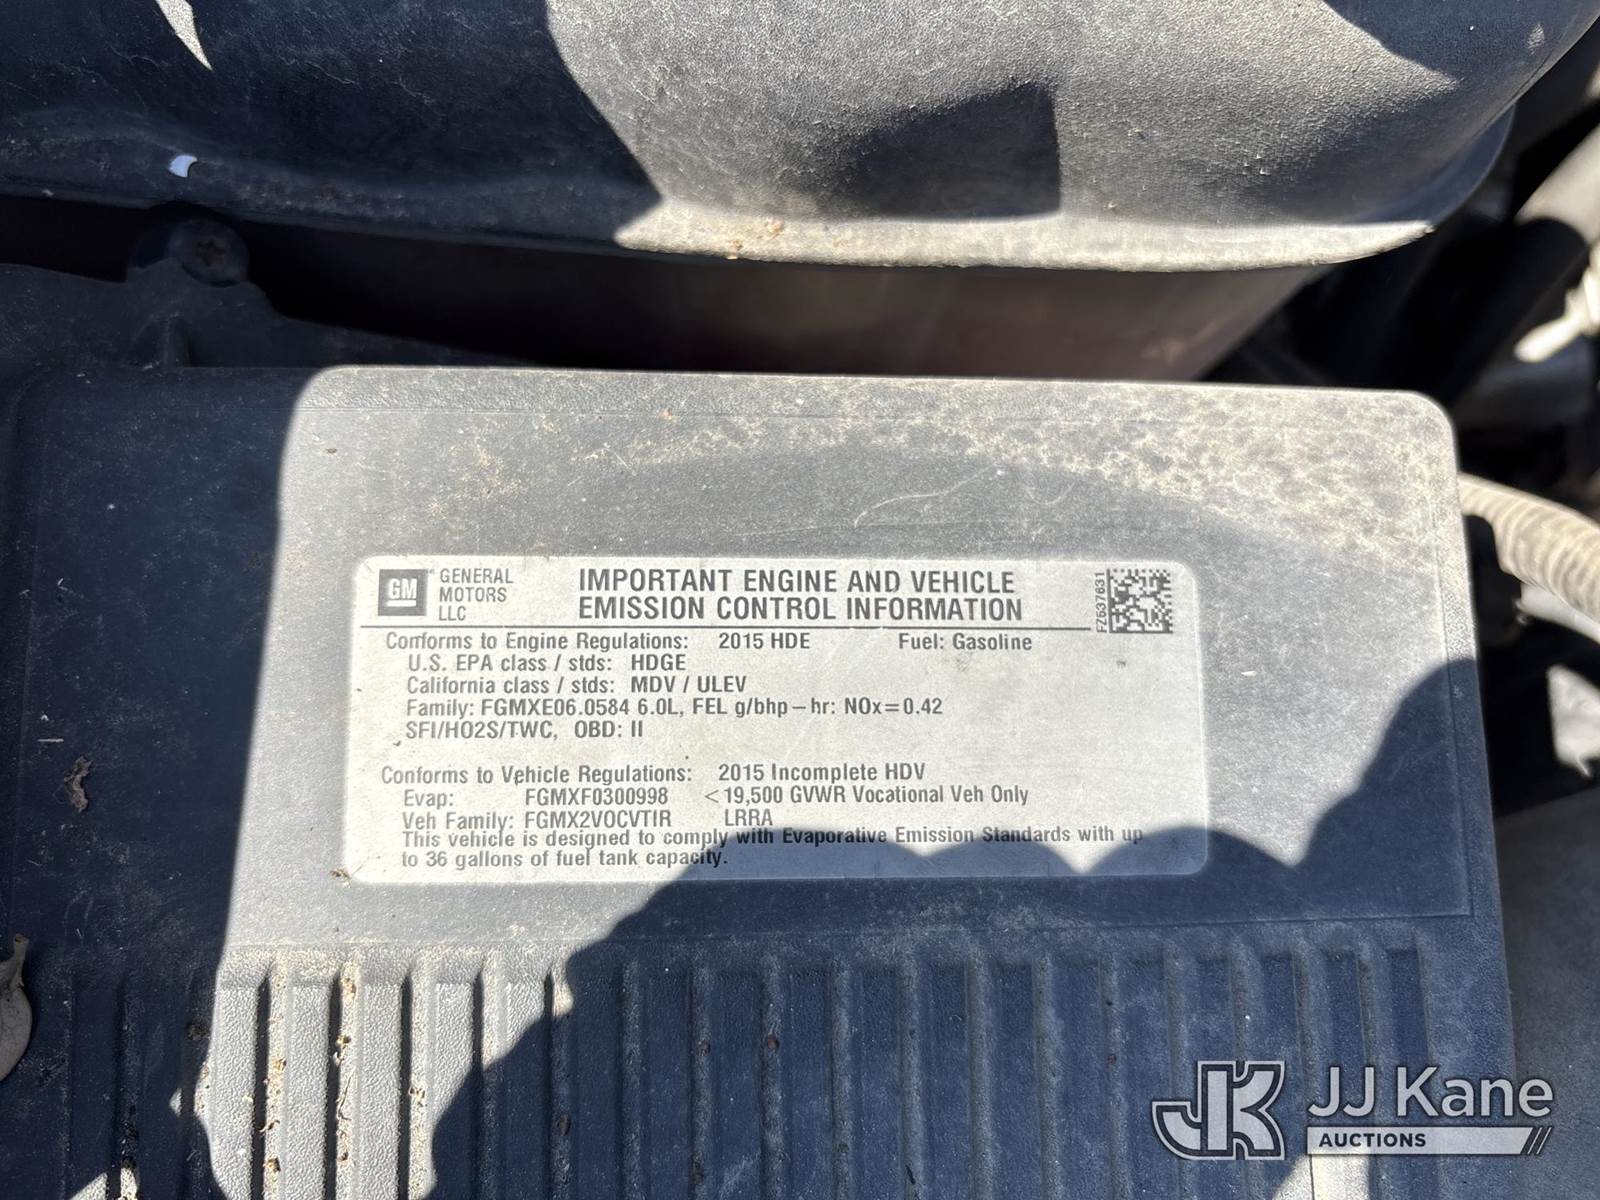 GM
GENERAL
MOTORS
LLC
IMPORTANT ENGINE AND VEHICLE
EMISSION CONTROL INFORMATION
FZ637631
Conforms to Engine Regulations: 2015 HDE Fuel: Gasoline
U.S. EPA class / stds: HDGE
California class / stds: MDV / ULEV
Family: FGMXE06.0584 6.0L, FEL g/bhp-hr: NOx=0.42
SFI/HO2S/TWC, OBD: II
Conforms to Vehicle Regulations: 2015 Incomplete HDV
Evap: FGMXF0300998 <19,500 GVWR Vocational Veh Only
Veh Family: FGMX2VOCVTIR LRRA
This vehicle is designed to comply with Evaporative Emission Standards with up
to 36 gallons of fuel tank capacity.
JK
JJ Kane
AUCTIONS